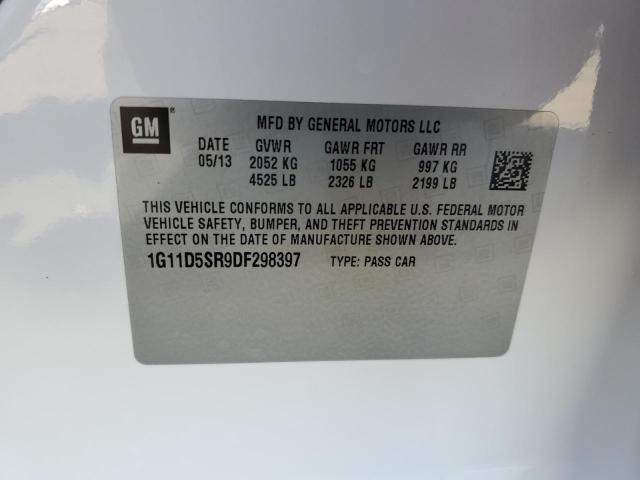 GM
MFD BY GENERAL MOTORS LLC
DATE GVWR GAWR FRT GAWR RR
05/13 2052 KG 1055 KG 997 KG
4525 LB 2326 LB 2199 LB
THIS VEHICLE CONFORMS TO ALL APPLICABLE U.S. FEDERAL MOTOR
VEHICLE SAFETY, BUMPER, AND THEFT PREVENTION STANDARDS IN
EFFECT ON THE DATE OF MANUFACTURE SHOWN ABOVE.
1G11D5SR9DF298397 TYPE: PASS CAR